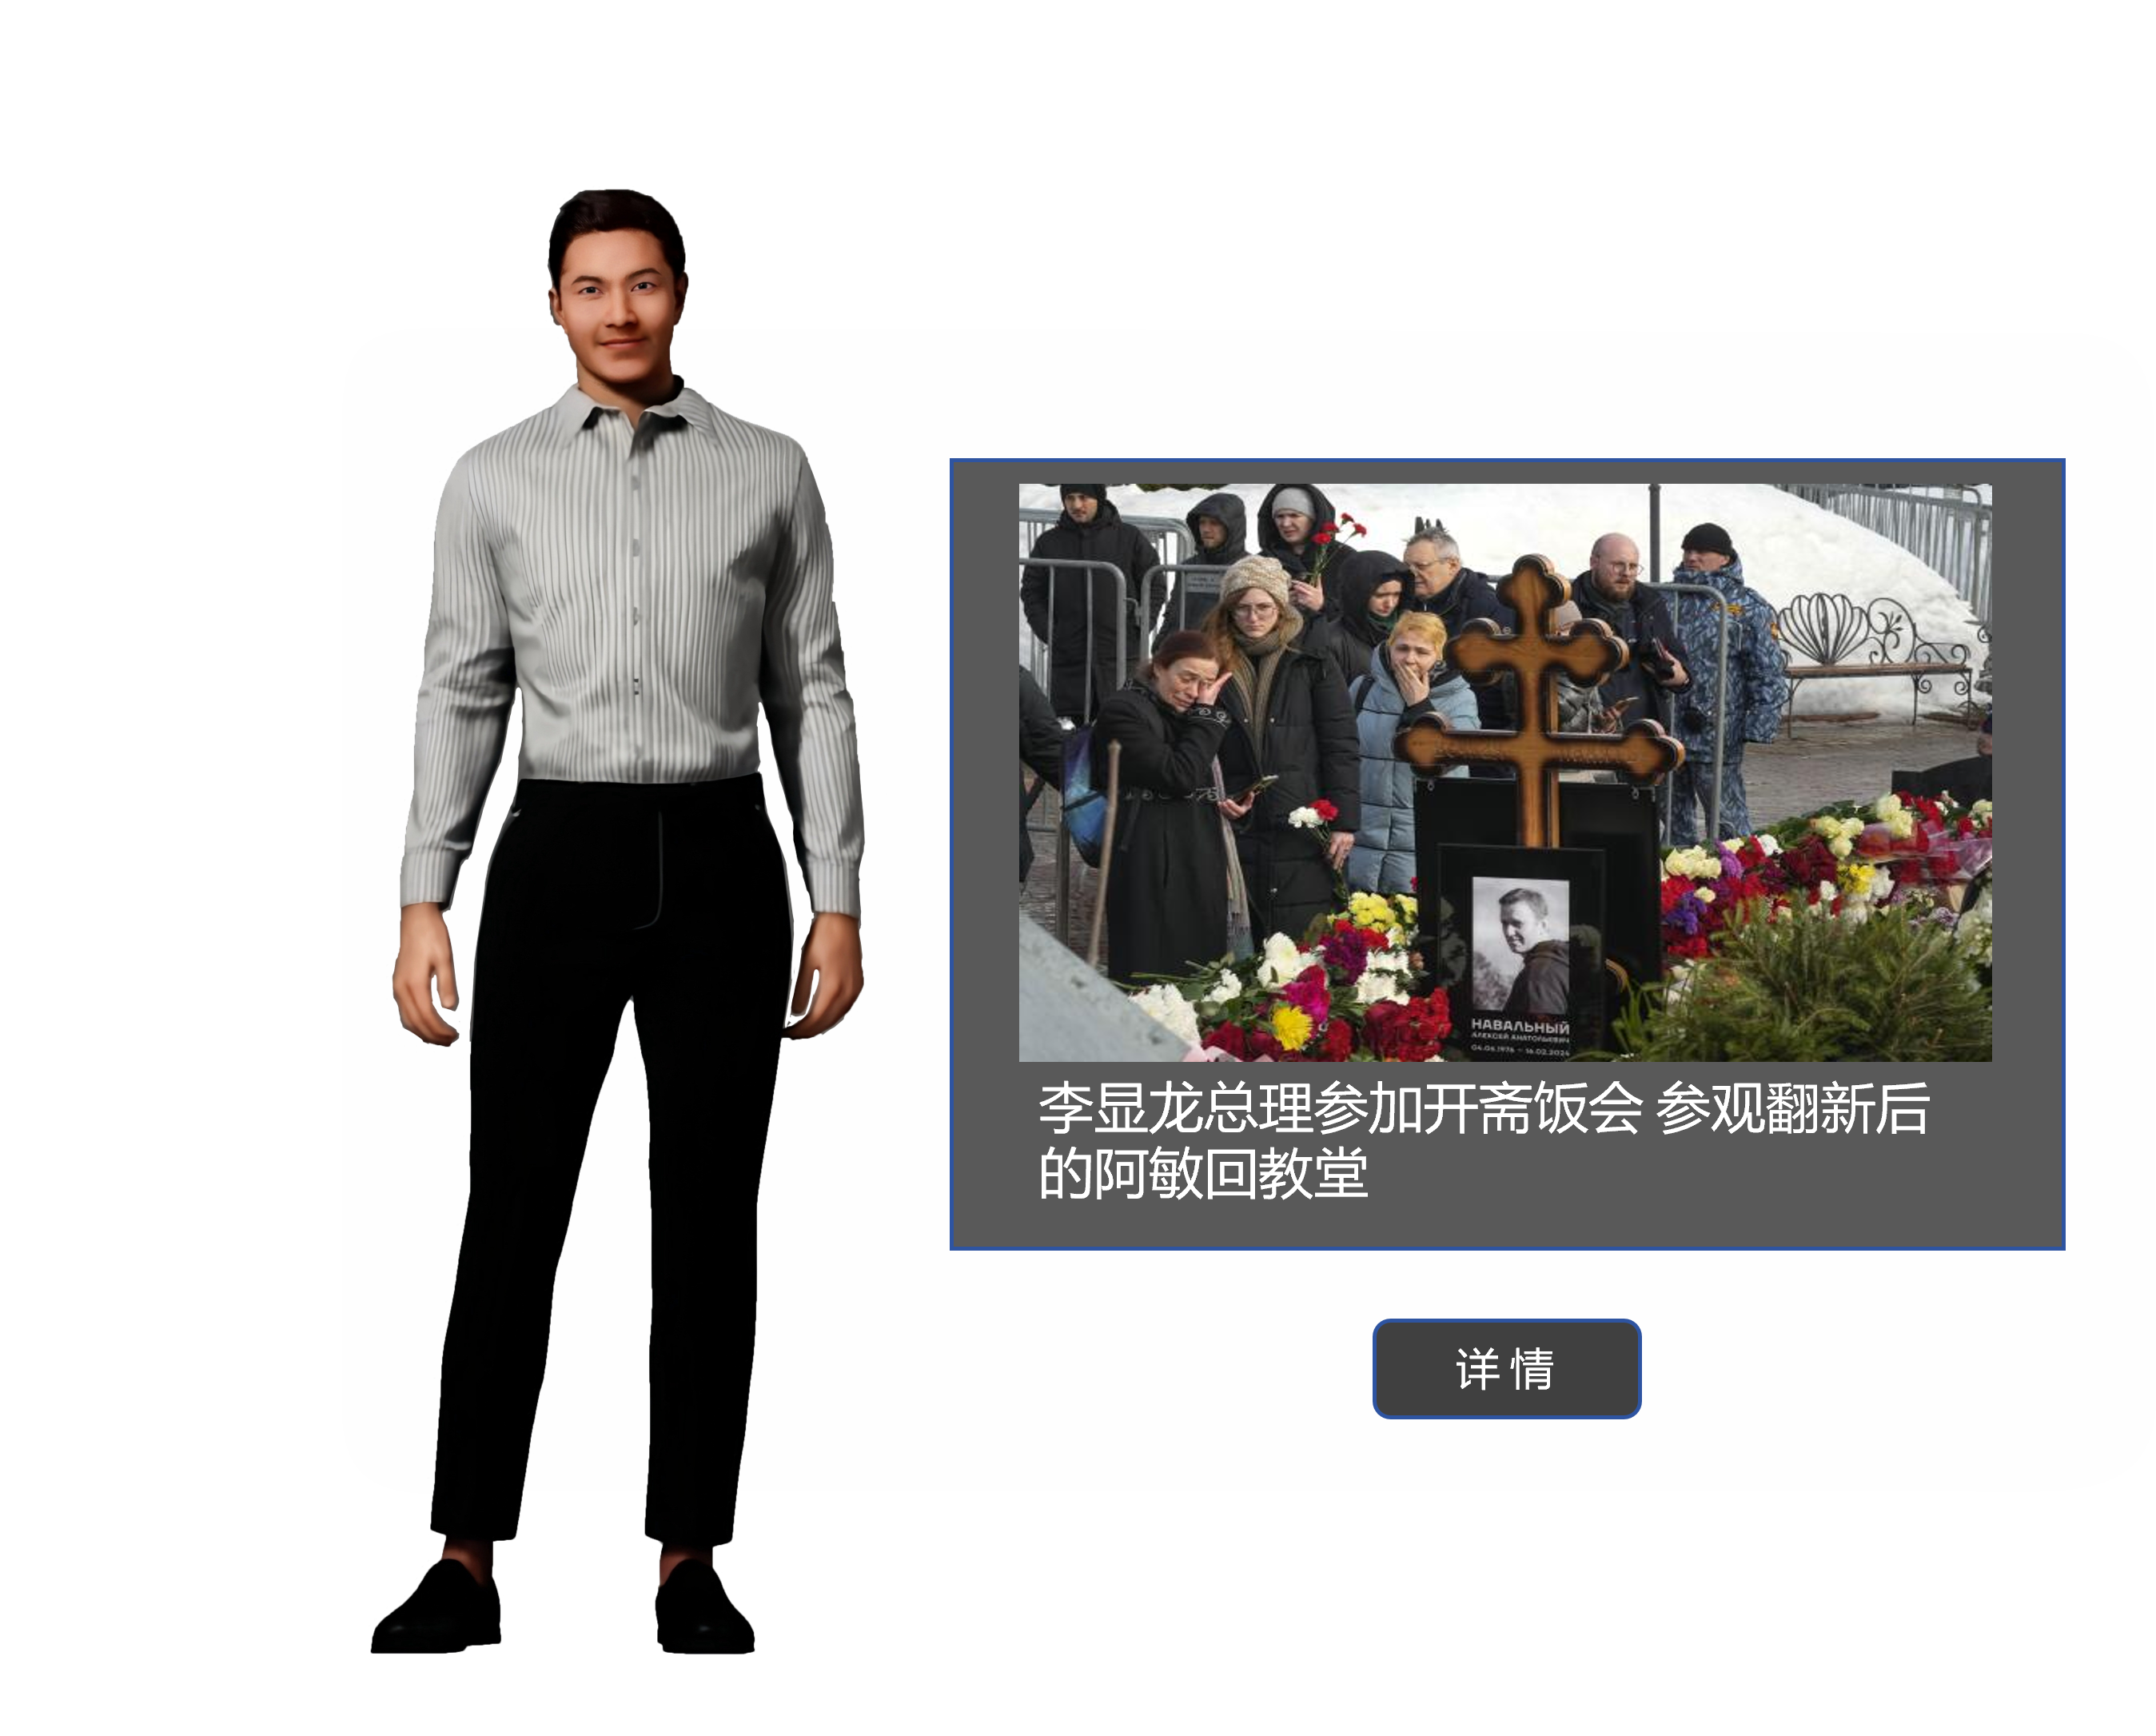 НАВАЛЬНЫЙ
АЛЕКСЕЙ АНАТОЛЬЕВИЧ
04.06.1976 – 16.02.2024
李显龙总理参加开斋饭会 参观翻新后
的阿敏回教堂
详情